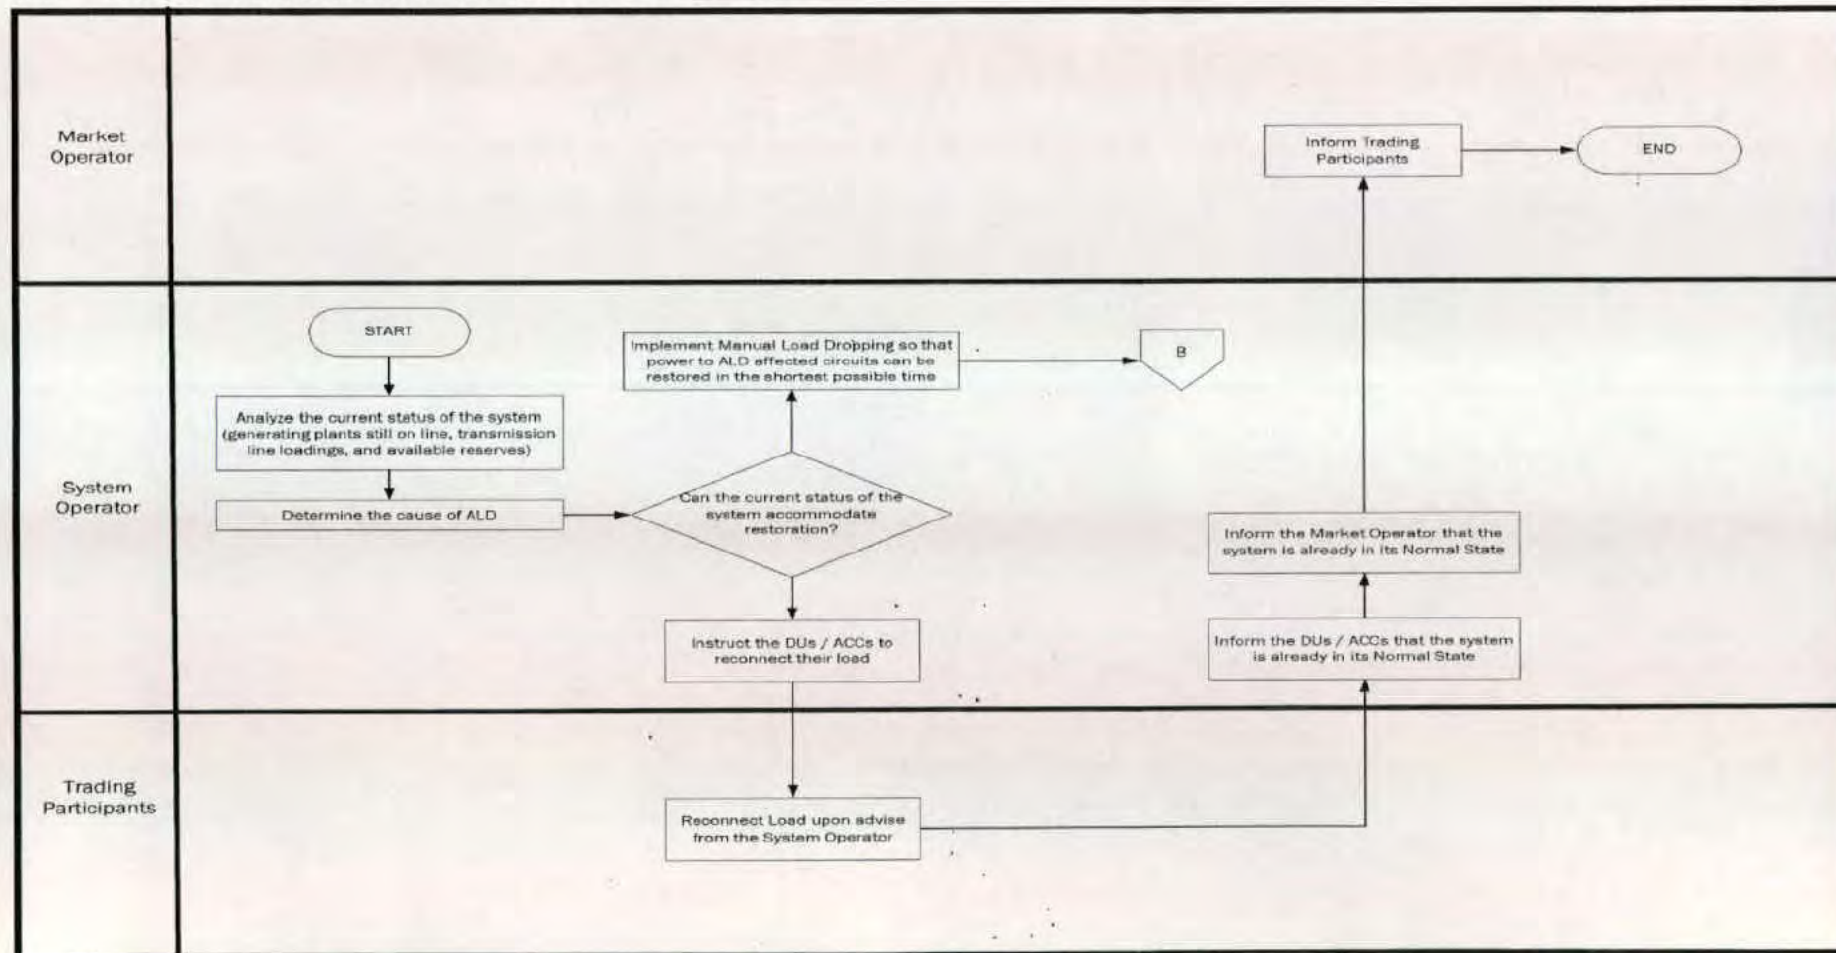 Market
Operator
Inform Trading
Participants
END
System
Operator
START
Analyze the current status of the system
(generating plants still on line, transmission
line loadings, and available reserves)
Determine the cause of ALD
Implement Manual Load Dropping so that
power to ALD affected circuits can be
restored in the shortest possible time
B
Can the current status of the
system accommodate
restoration?
Instruct the DUs / ACCs to
reconnect their load
Inform the Market Operator that the
system is already in its Normal State
Inform the DUs / ACCs that the system
is already in its Normal State
Trading
Participants
Reconnect Load upon advise
from the System Operator